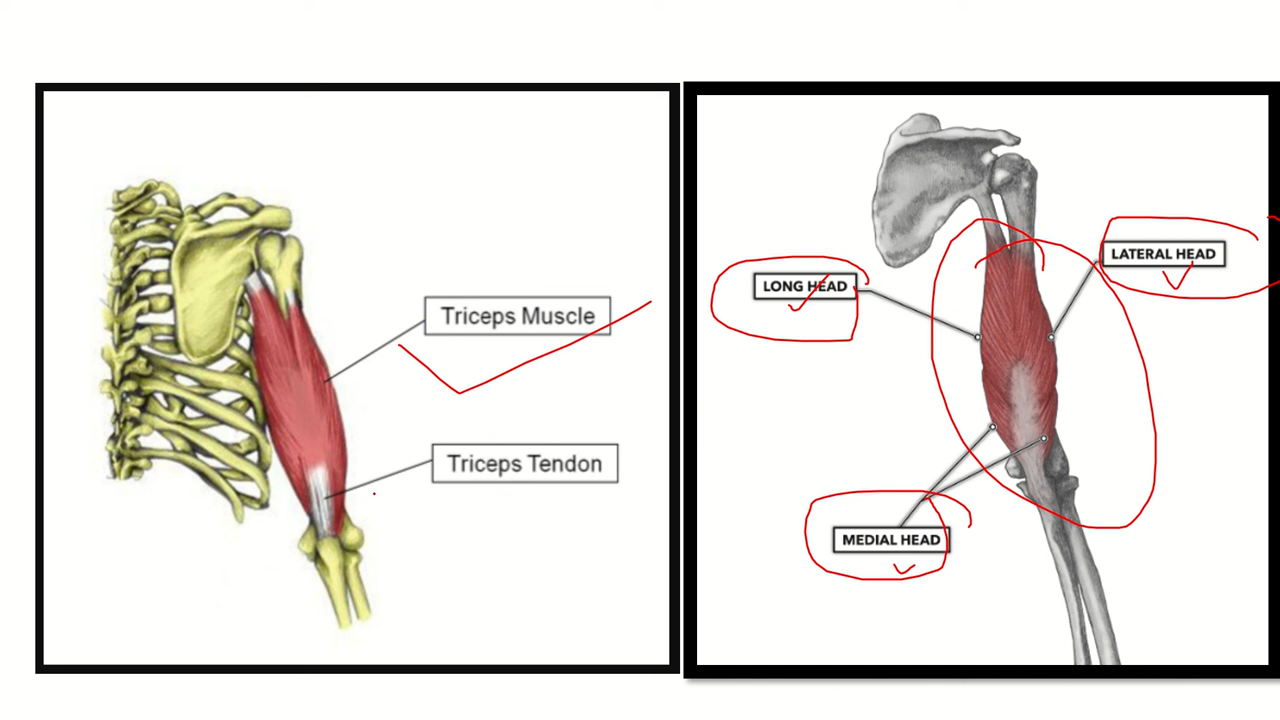 Triceps Muscle
Triceps Tendon
LONG HEAD
LATERAL HEAD
MEDIAL HEAD